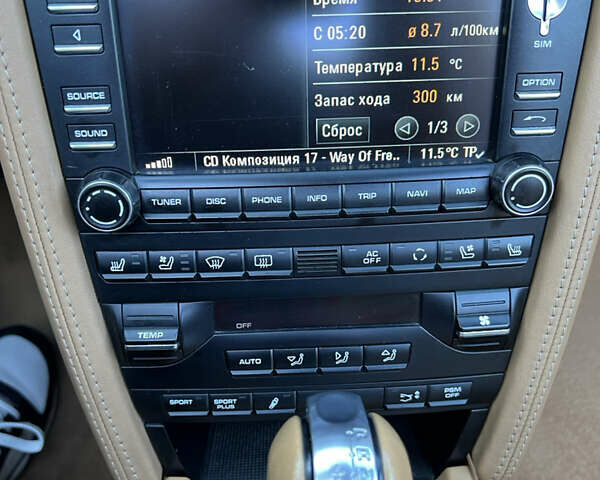 Время
С 05:20 ø 8.7 л/100км
SIM
Температура 11.5 °C
Запас хода 300 км
OPTION
SOURCE
SOUND
Сброс 1/3
CD Композиция 17 - Way Of Fre.. 11.5°C TP
TUNER DISC PHONE INFO TRIP NAVI MAP
AC OFF
TEMP
OFF
AUTO
SPORT SPORT PLUS PSM OFF